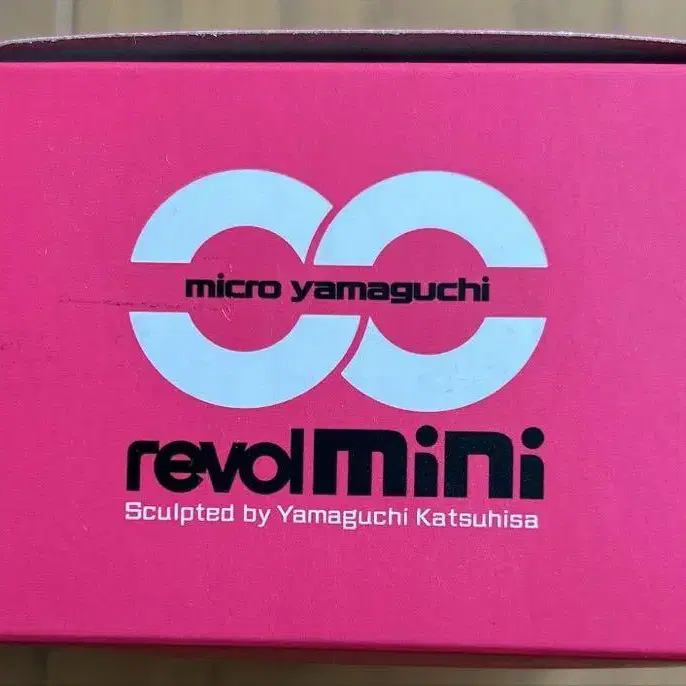 micro yamaguchi
revolmini
Sculpted by Yamaguchi Katsuhisa